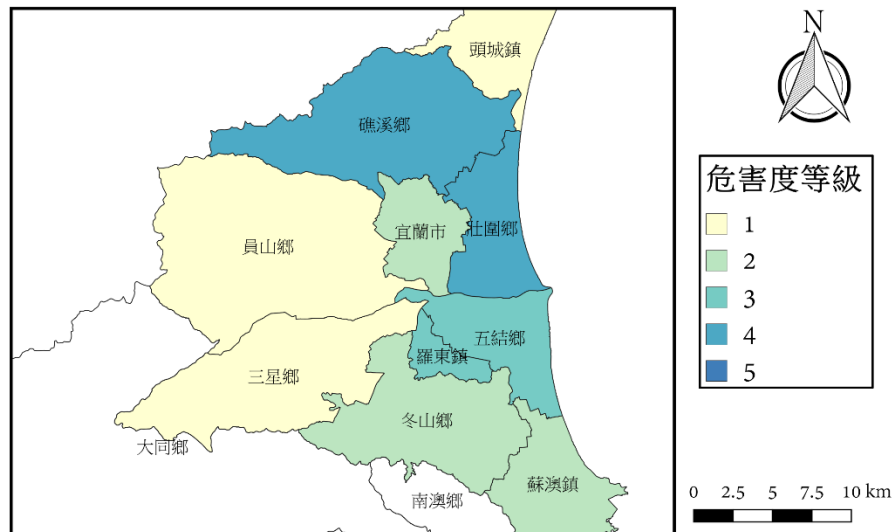 頭城鎮
N
礁溪鄉
危害度等級
1
2
3
4
5
宜蘭市
壯圍鄉
員山鄉
五結鄉
羅東鎮
三星鄉
冬山鄉
大同鄉
南澳鄉
蘇澳鎮
0 2.5 5 7.5 10 km